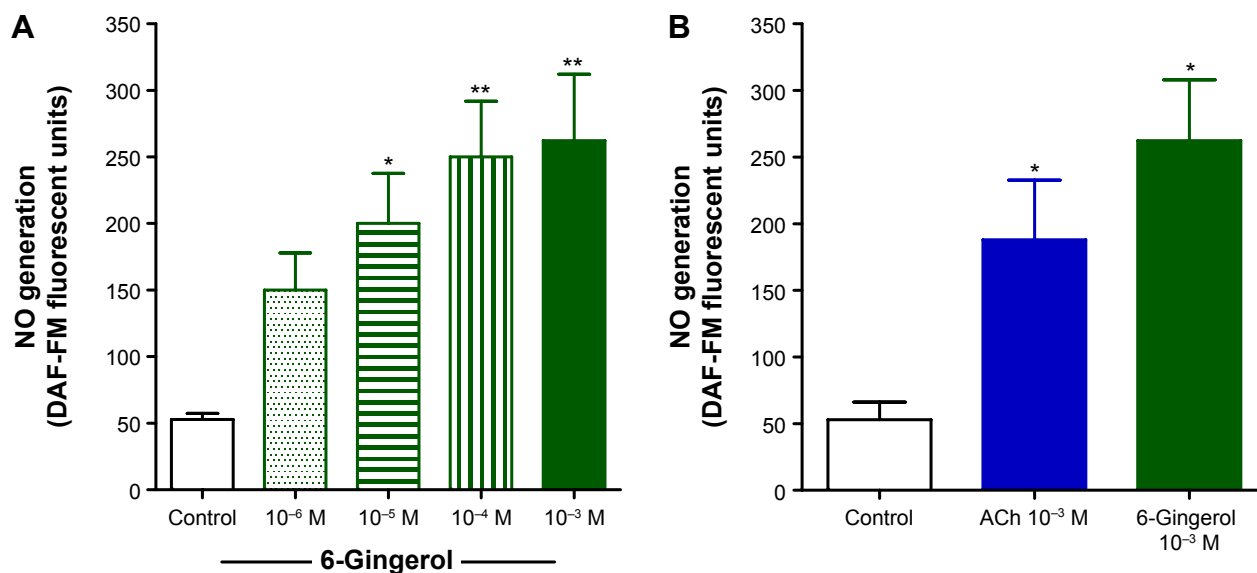 A
NO generation
(DAF-FM fluorescent units)
350
300
250
200
150
100
50
0
*
**
**
Control
10⁻⁶ M
10⁻⁵ M
10⁻⁴ M
10⁻³ M
6-Gingerol
B
NO generation
(DAF-FM fluorescent units)
350
300
250
200
150
100
50
0
*
*
Control
ACh 10⁻³ M
6-Gingerol
10⁻³ M